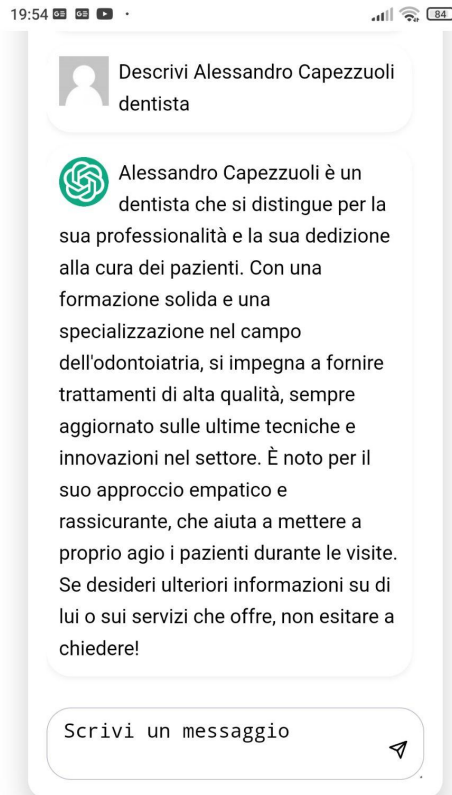 19:54
84
Descrivi Alessandro Capezzuoli
dentista
Alessandro Capezzuoli è un
dentista che si distingue per la
sua professionalità e la sua dedizione
alla cura dei pazienti. Con una
formazione solida e una
specializzazione nel campo
dell'odontoiatria, si impegna a fornire
trattamenti di alta qualità, sempre
aggiornato sulle ultime tecniche e
innovazioni nel settore. È noto per il
suo approccio empatico e
rassicurante, che aiuta a mettere a
proprio agio i pazienti durante le visite.
Se desideri ulteriori informazioni su di
lui o sui servizi che offre, non esitare a
chiedere!
Scrivi un messaggio